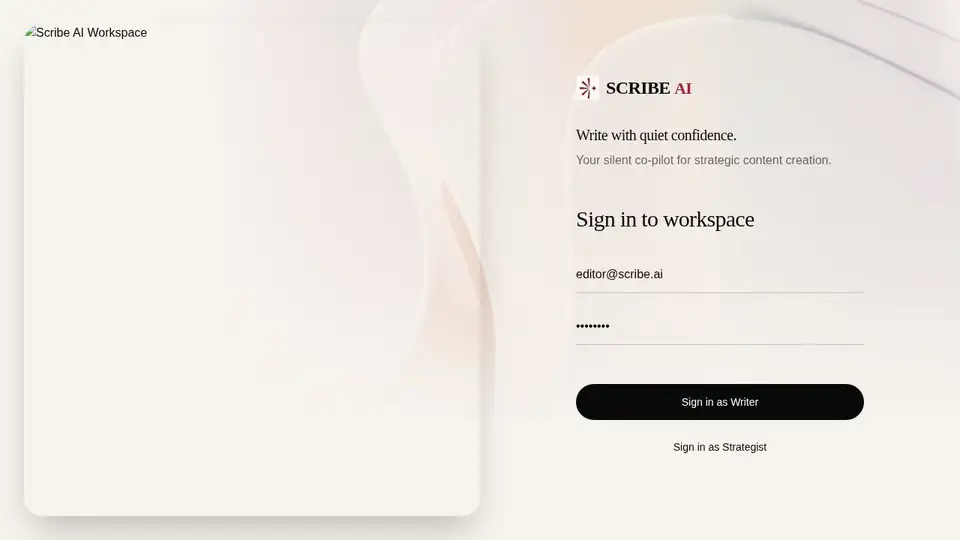 Scribe AI Workspace
SCRIBE AI
Write with quiet confidence.
Your silent co-pilot for strategic content creation.
Sign in to workspace
editor@scribe.ai
••••••••
Sign in as Writer
Sign in as Strategist